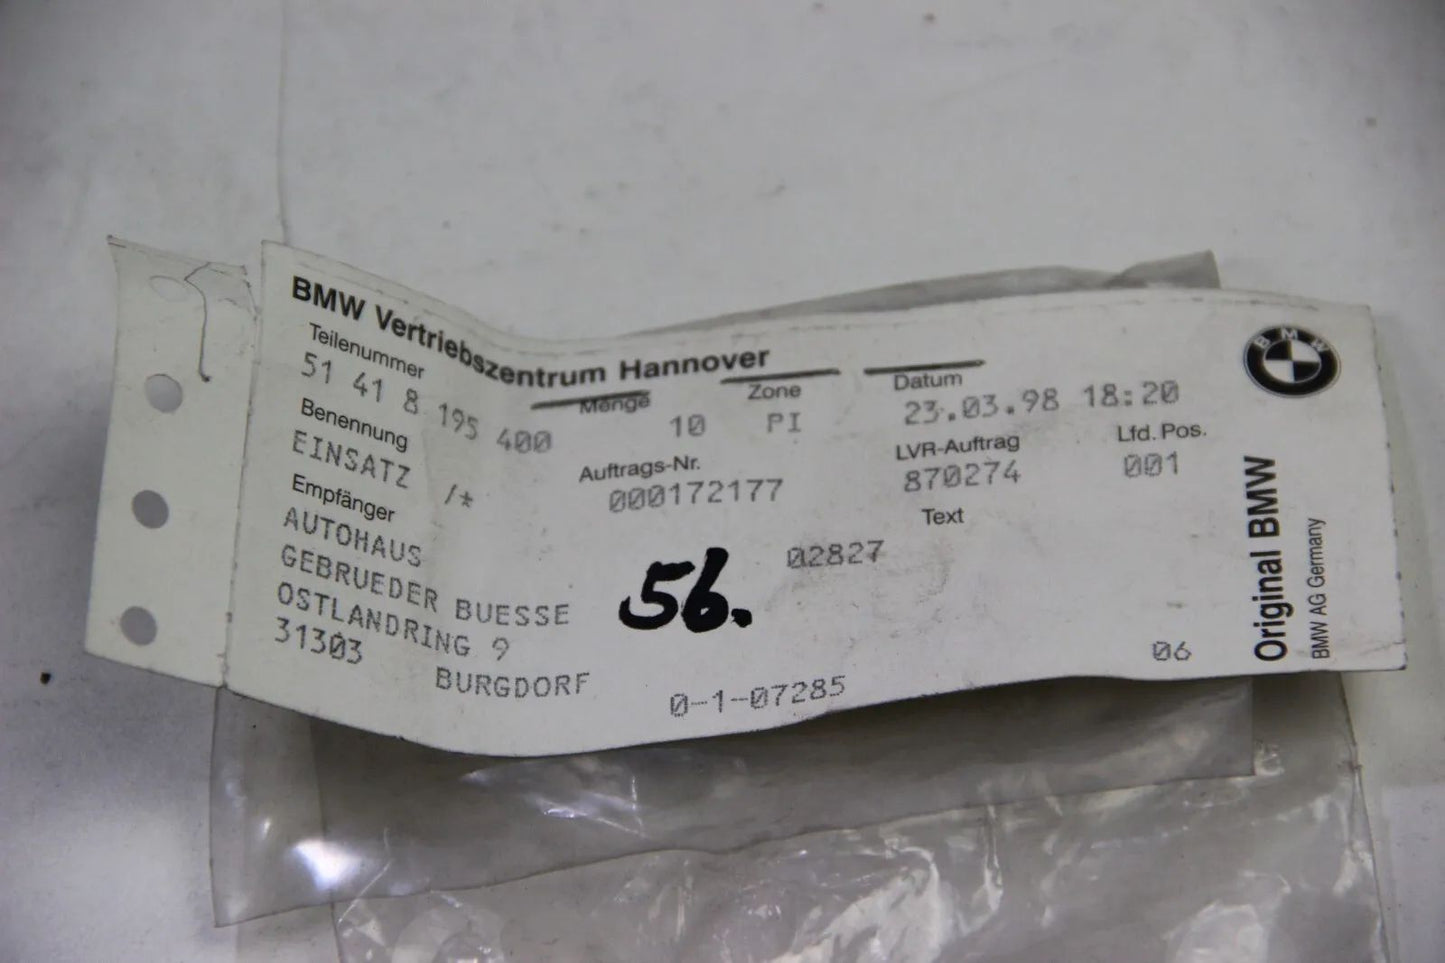 BMW Vertriebszentrum Hannover
Teilenummer Menge Zone Datum
51 41 8 195 400 10 PI 23.03.98 18:20
Benennung Auftrags-Nr. LVR-Auftrag Lfd. Pos.
EINSATZ /* 000172177 870274 001
Empfänger Text
AUTOHAUS 02827
GEBRUEDER BUESSE
OSTLANDRING 9
31303 BURGDORF
56.
0-1-07285
06
BMW
Original BMW
BMW AG Germany